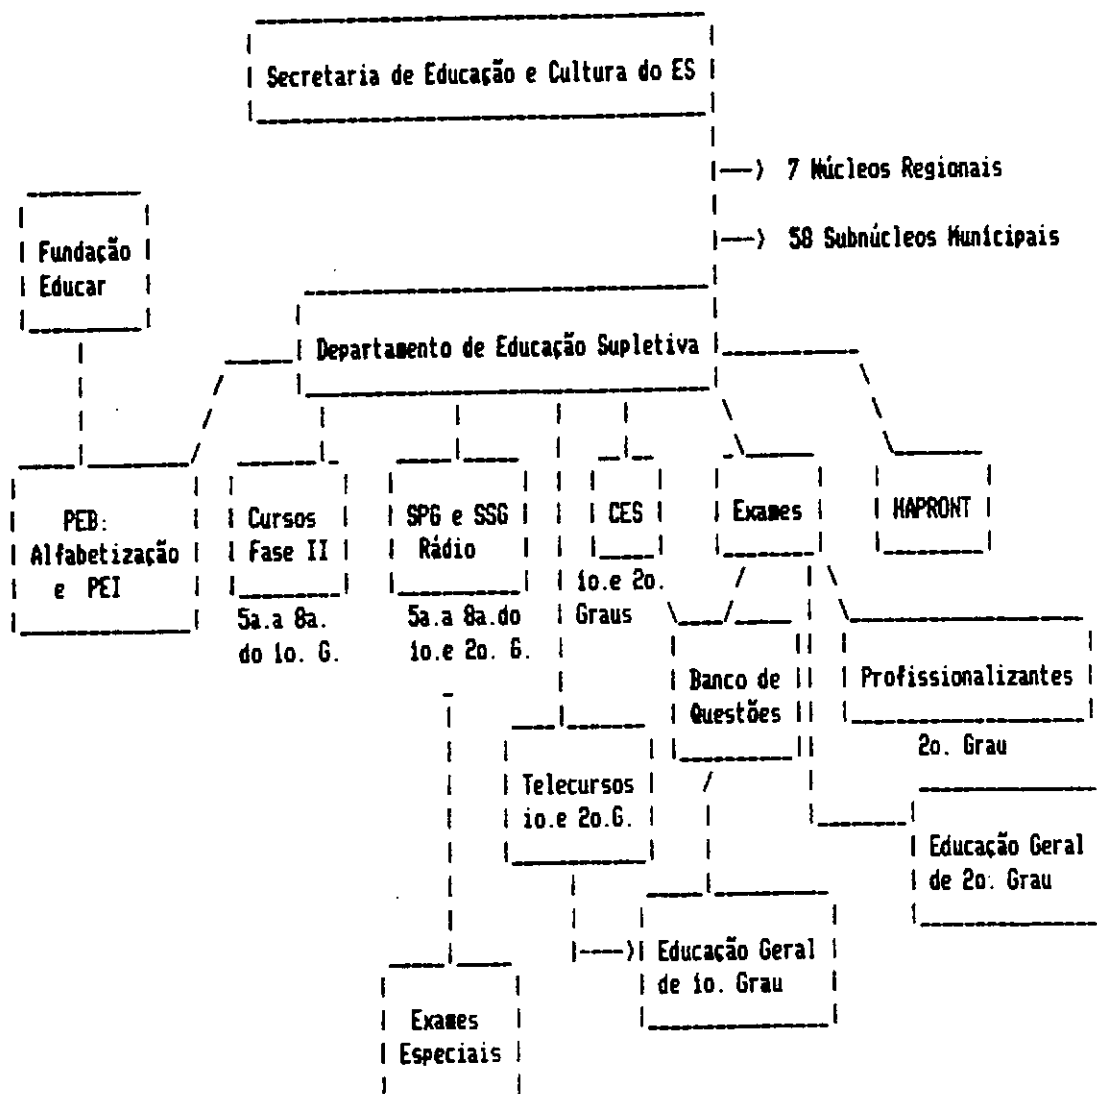 Secretaria de Educação e Cultura do ES
7 Núcleos Regionais
58 Subnúcleos Municipais
Fundação
Educar
Departamento de Educação Supletiva
PEB:
Alfabetização
e PEI
Cursos
Fase II
5a.a 8a.
do 1o. G.
SPG e SSG
Rádio
5a.a 8a.do
1o.e 2o. G.
CES
1o.e 2o.
Graus
Exames
HAPRONT
Banco de
Questões
Profissionalizantes
2o. Grau
Telecursos
1o.e 2o.G.
Educação Geral
de 2o. Grau
Educação Geral
de 1o. Grau
Exames
Especiais